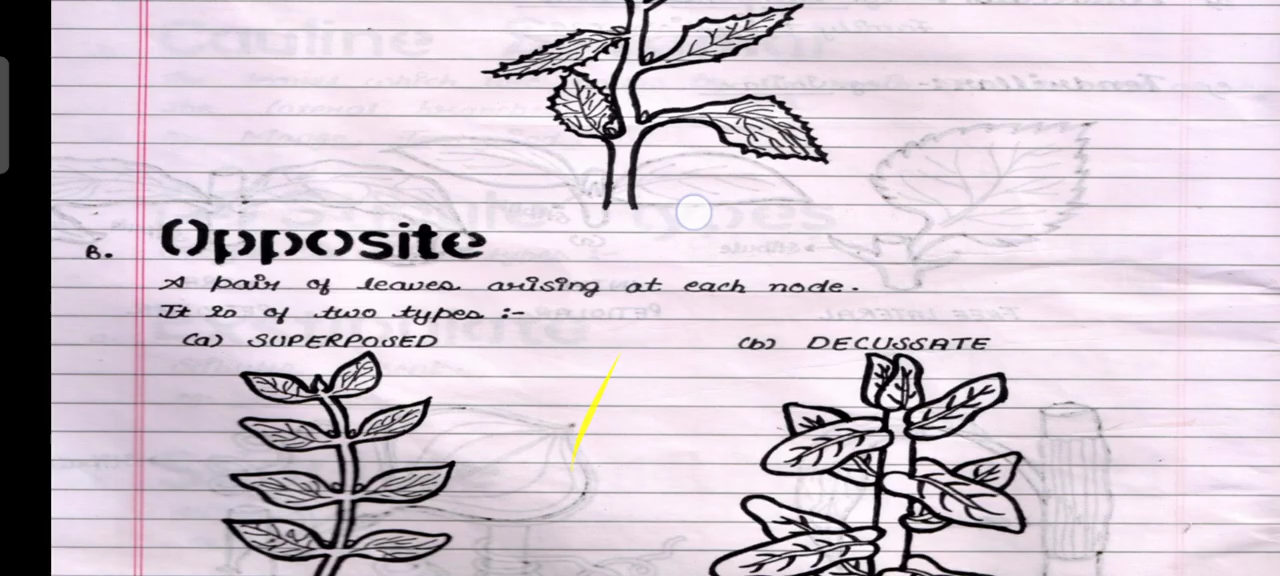 B. Opposite
A pair of leaves arising at each node.
It is of two types :-
(a) SUPERPOSED (b) DECUSSATE